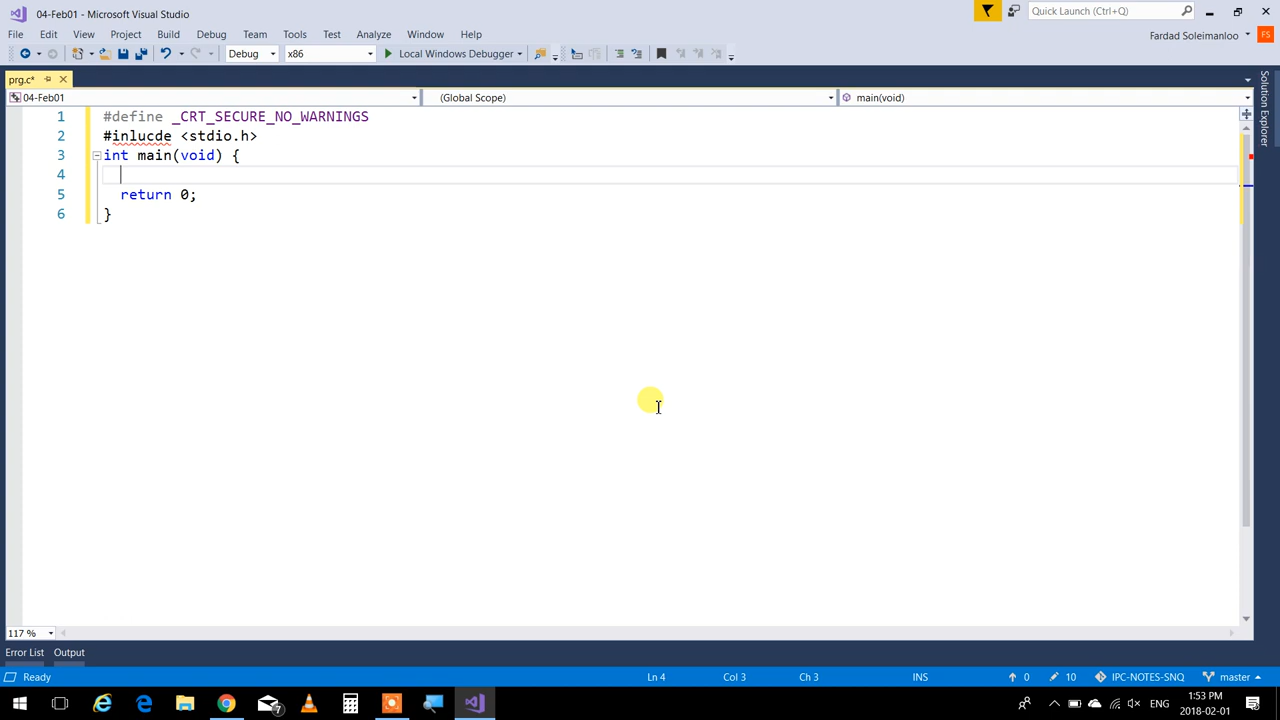 04-Feb01 - Microsoft Visual Studio
Quick Launch (Ctrl+Q)
File Edit View Project Build Debug Team Tools Test Analyze Window Help
Fardad Soleimanloo FS
Debug x86 Local Windows Debugger
prg.c*
04-Feb01 (Global Scope) main(void)
Solution Explorer
1 #define _CRT_SECURE_NO_WARNINGS
2 #inlucde <stdio.h>
3 int main(void) {
4
5 return 0;
6 }
117 %
Error List Output
Ready Ln 4 Col 3 Ch 3 INS 0 10 IPC-NOTES-SNQ master
7 ENG 1:53 PM
2018-02-01